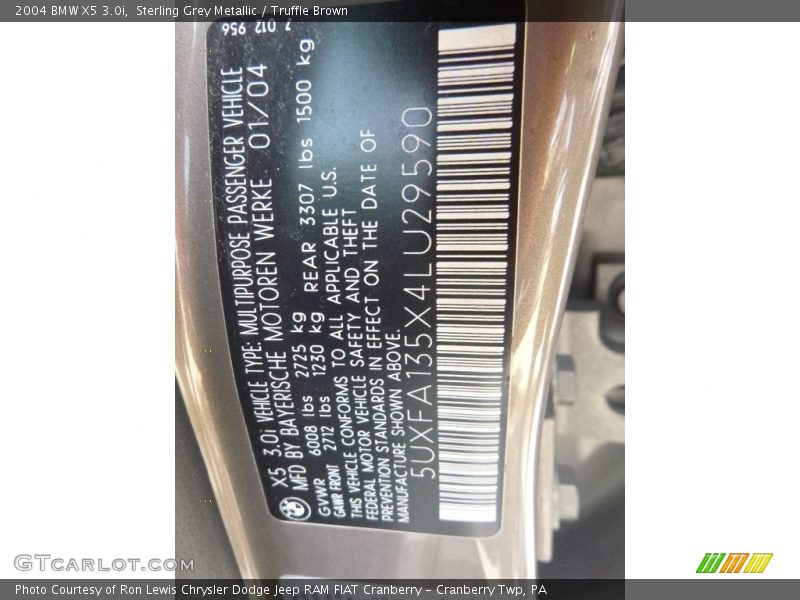 2004 BMW X5 3.0i,  Sterling Grey Metallic / Truffle Brown
7 012 956
X5 3.0i VEHICLE TYPE: MULTIPURPOSE PASSENGER VEHICLE
MFD BY BAYERISCHE MOTOREN WERKE 01/04
GVWR 6008 lbs 2725 kg
GAWR FRONT 2712 lbs 1230 kg REAR 3307 lbs 1500 kg
THIS VEHICLE CONFORMS TO ALL APPLICABLE U.S.
FEDERAL MOTOR VEHICLE SAFETY AND THEFT
PREVENTION STANDARDS IN EFFECT ON THE DATE OF
MANUFACTURE SHOWN ABOVE.
5UXFA135X4LU29590
GTCARLOT.COM
Photo Courtesy of Ron Lewis Chrysler Dodge Jeep RAM FIAT Cranberry – Cranberry Twp, PA